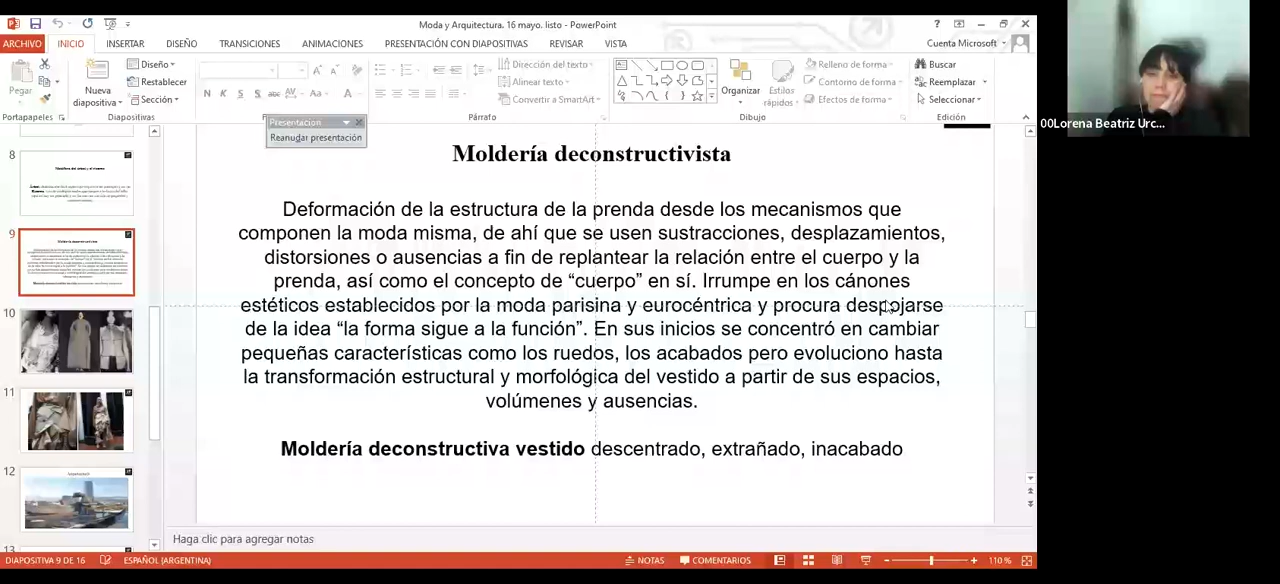 Moda y Arquitectura. 16 mayo. listo - PowerPoint
ARCHIVO INICIO INSERTAR DISEÑO TRANSICIONES ANIMACIONES PRESENTACIÓN CON DIAPOSITIVAS REVISAR VISTA Cuenta Microsoft
Pegar
Nueva diapositiva
Diseño
Restablecer
Sección
Dirección del texto
Alinear texto
Convertir a SmartArt
Organizar
Estilos rápidos
Relleno de forma
Contorno de forma
Efectos de forma
Buscar
Reemplazar
Seleccionar
Portapapeles Diapositivas Párrafo Dibujo Edición
Presentación
Reanudar presentación
00Lorena Beatriz Urc...
8
9
10
11
12
13
Moldería deconstructivista
Deformación de la estructura de la prenda desde los mecanismos que
componen la moda misma, de ahí que se usen sustracciones, desplazamientos,
distorsiones o ausencias a fin de replantear la relación entre el cuerpo y la
prenda, así como el concepto de “cuerpo” en sí. Irrumpe en los cánones
estéticos establecidos por la moda parisina y eurocéntrica y procura despojarse
de la idea “la forma sigue a la función”. En sus inicios se concentró en cambiar
pequeñas características como los ruedos, los acabados pero evoluciono hasta
la transformación estructural y morfológica del vestido a partir de sus espacios,
volúmenes y ausencias.
Moldería deconstructiva vestido descentrado, extrañado, inacabado
Haga clic para agregar notas
DIAPOSITIVA 9 DE 16 ESPAÑOL (ARGENTINA) NOTAS COMENTARIOS 110 %